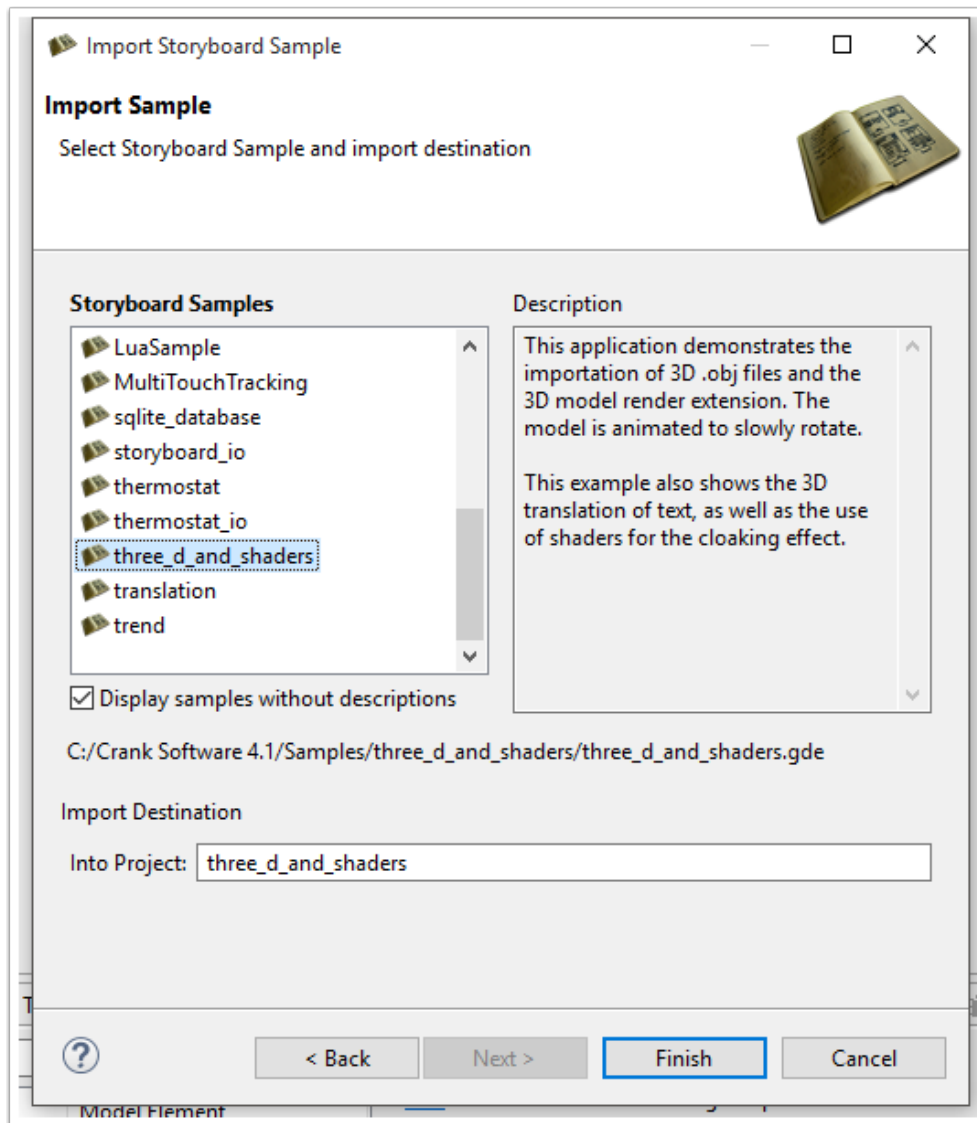 Import Storyboard Sample
Import Sample
Select Storyboard Sample and import destination
Storyboard Samples
LuaSample
MultiTouchTracking
sqlite_database
storyboard_io
thermostat
thermostat_io
three_d_and_shaders
translation
trend
Display samples without descriptions
Description
This application demonstrates the
importation of 3D .obj files and the
3D model render extension. The
model is animated to slowly rotate.
This example also shows the 3D
translation of text, as well as the use
of shaders for the cloaking effect.
C:/Crank Software 4.1/Samples/three_d_and_shaders/three_d_and_shaders.gde
Import Destination
Into Project: three_d_and_shaders
? < Back Next > Finish Cancel
Model Element